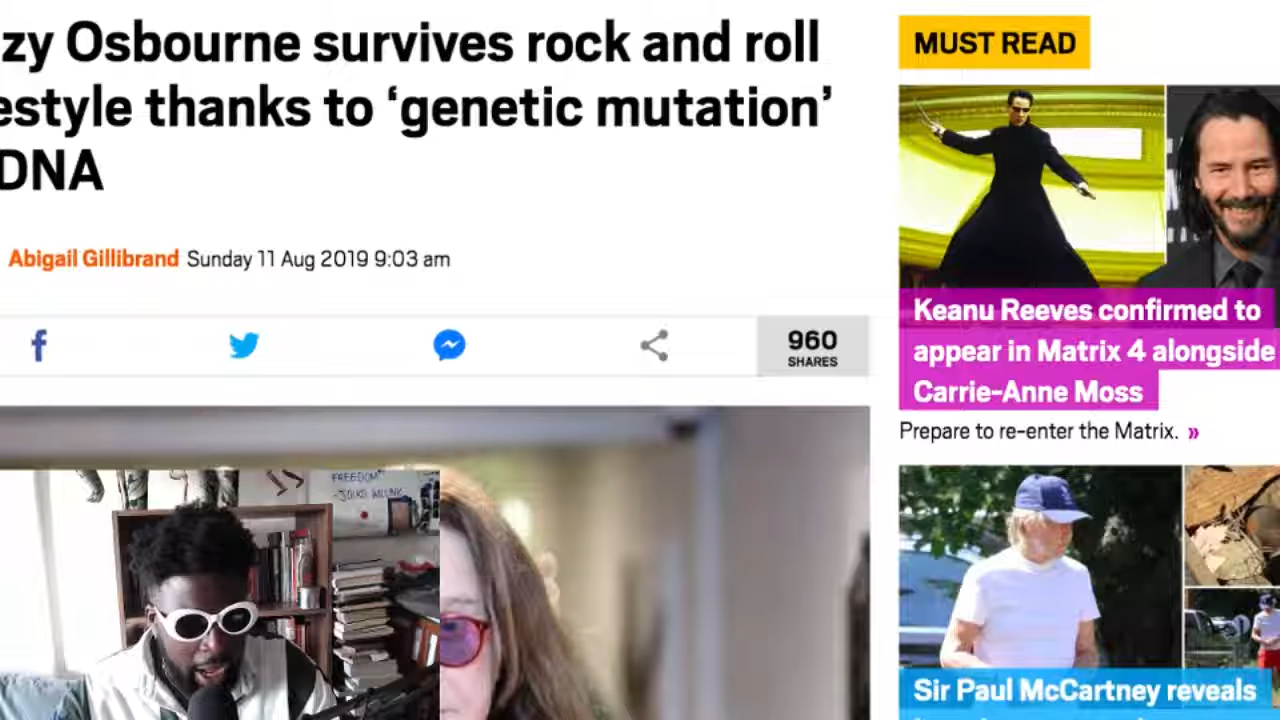 zy Osbourne survives rock and roll
estyle thanks to ‘genetic mutation’
DNA
Abigail Gillibrand Sunday 11 Aug 2019 9:03 am
960
SHARES
MUST READ
Keanu Reeves confirmed to
appear in Matrix 4 alongside
Carrie-Anne Moss
Prepare to re-enter the Matrix. »
Sir Paul McCartney reveals
FREEDOM